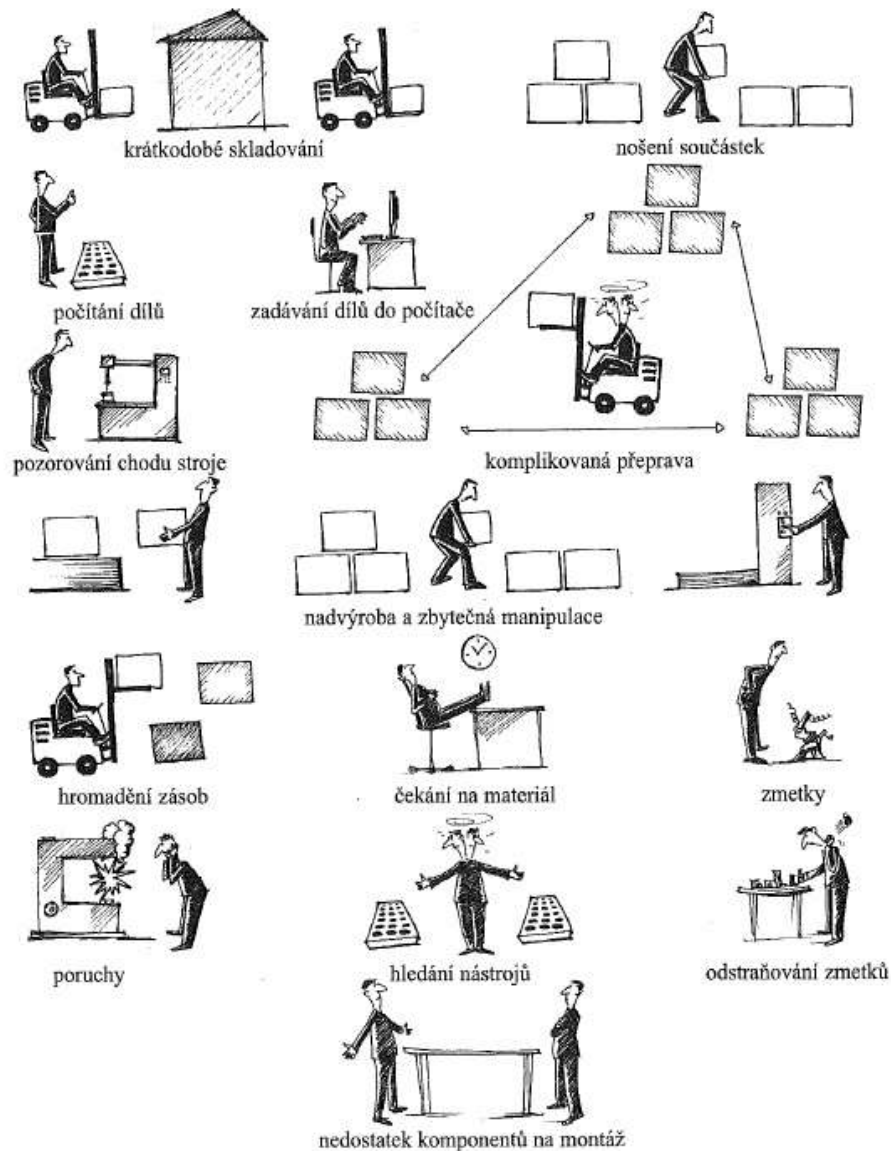 krátkodobé skladování
nošení součástek
počítání dílů
zadávání dílů do počítače
pozorování chodu stroje
komplikovaná přeprava
nadvýroba a zbytečná manipulace
hromadění zásob
čekání na materiál
zmetky
poruchy
hledání nástrojů
odstraňování zmetků
nedostatek komponentů na montáž